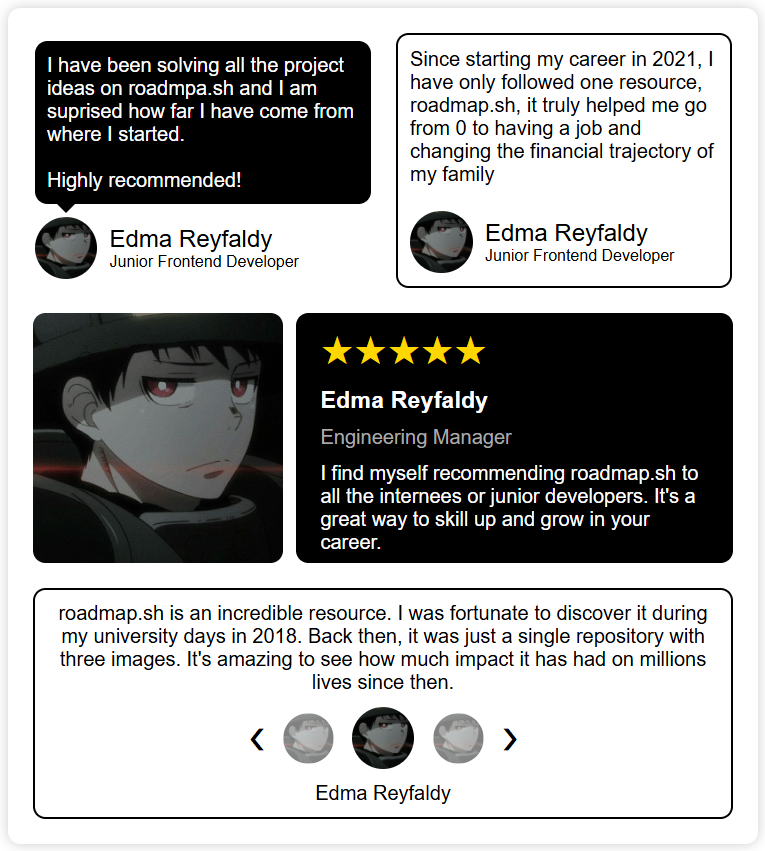 I have been solving all the project
ideas on roadmpa.sh and I am
suprised how far I have come from
where I started.
Highly recommended!
Edma Reyfaldy
Junior Frontend Developer
Since starting my career in 2021, I
have only followed one resource,
roadmap.sh, it truly helped me go
from 0 to having a job and
changing the financial trajectory of
my family
Edma Reyfaldy
Junior Frontend Developer
★★★★★
Edma Reyfaldy
Engineering Manager
I find myself recommending roadmap.sh to
all the internees or junior developers. It's a
great way to skill up and grow in your
career.
roadmap.sh is an incredible resource. I was fortunate to discover it during
my university days in 2018. Back then, it was just a single repository with
three images. It's amazing to see how much impact it has had on millions
lives since then.
Edma Reyfaldy